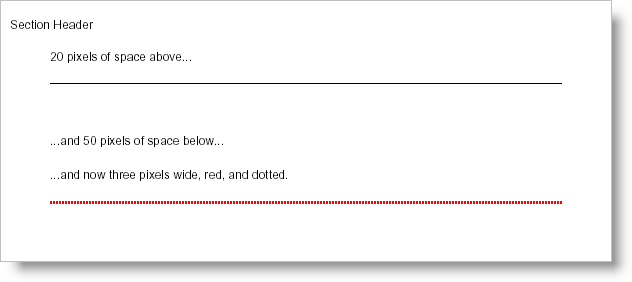 Section Header
20 pixels of space above...
...and 50 pixels of space below...
...and now three pixels wide, red, and dotted.